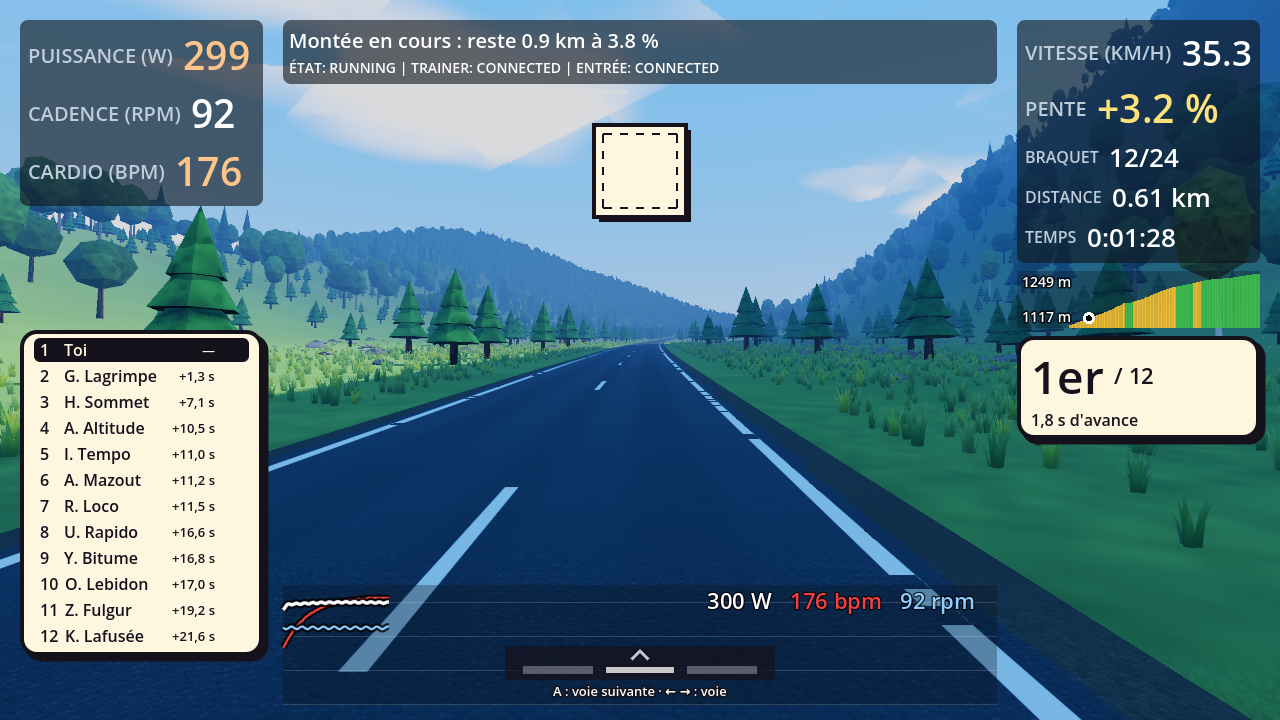 PUISSANCE (W) 299
CADENCE (RPM) 92
CARDIO (BPM) 176
Montée en cours : reste 0.9 km à 3.8 %
ÉTAT: RUNNING | TRAINER: CONNECTED | ENTRÉE: CONNECTED
VITESSE (KM/H) 35.3
PENTE +3.2 %
BRAQUET 12/24
DISTANCE 0.61 km
TEMPS 0:01:28
1249 m
1117 m
1er / 12
1,8 s d'avance
1 Toi —
2 G. Lagrimpe +1,3 s
3 H. Sommet +7,1 s
4 A. Altitude +10,5 s
5 I. Tempo +11,0 s
6 A. Mazout +11,2 s
7 R. Loco +11,5 s
8 U. Rapido +16,6 s
9 Y. Bitume +16,8 s
10 O. Lebidon +17,0 s
11 Z. Fulgur +19,2 s
12 K. Lafusée +21,6 s
300 W 176 bpm 92 rpm
A : voie suivante · ← → : voie